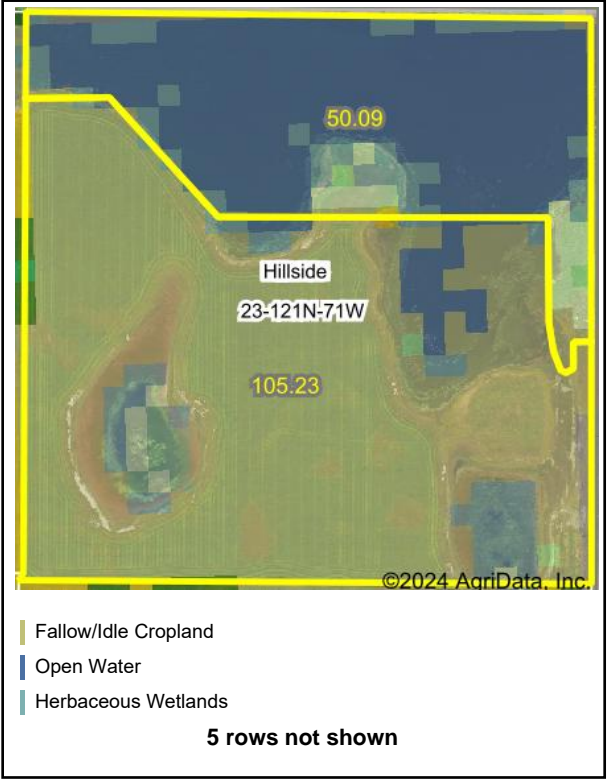 50.09
Hillside
23-121N-71W
105.23
©2024 AgriData, Inc.
Fallow/Idle Cropland
Open Water
Herbaceous Wetlands
5 rows not shown